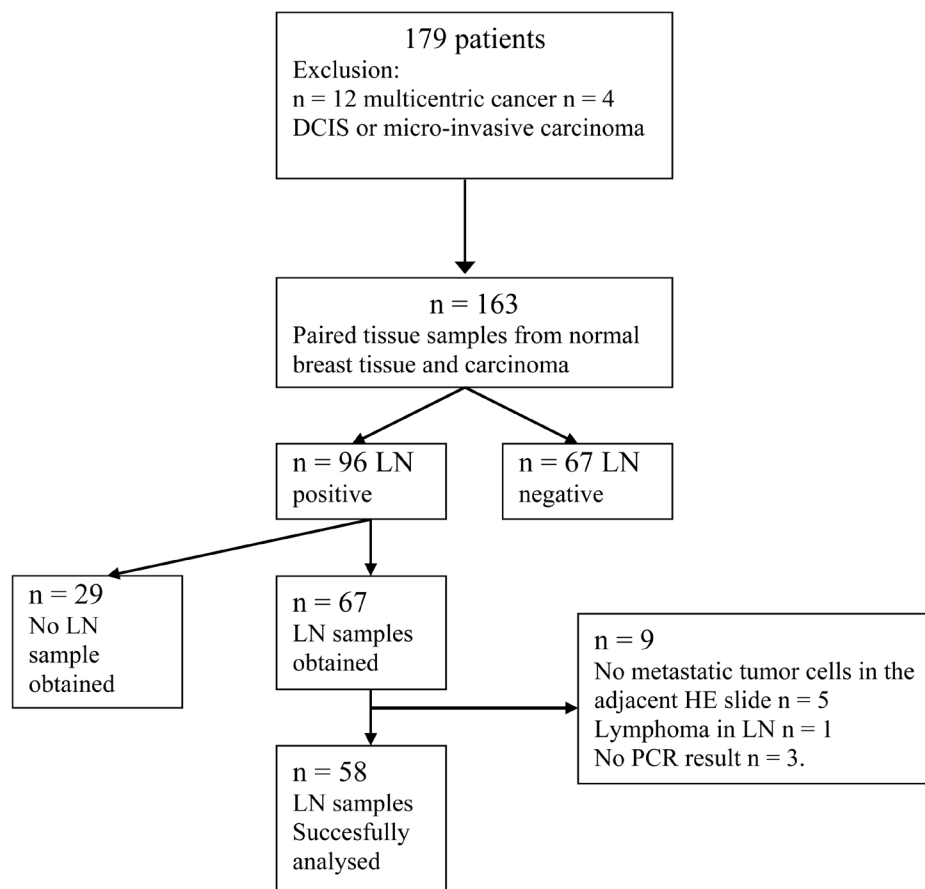 179 patients
Exclusion:
n = 12 multicentric cancer n = 4
DCIS or micro-invasive carcinoma
n = 163
Paired tissue samples from normal
breast tissue and carcinoma
n = 96 LN
positive
n = 67 LN
negative
n = 29
No LN
sample
obtained
n = 67
LN samples
obtained
n = 9
No metastatic tumor cells in the
adjacent HE slide n = 5
Lymphoma in LN n = 1
No PCR result n = 3.
n = 58
LN samples
Succesfully
analysed